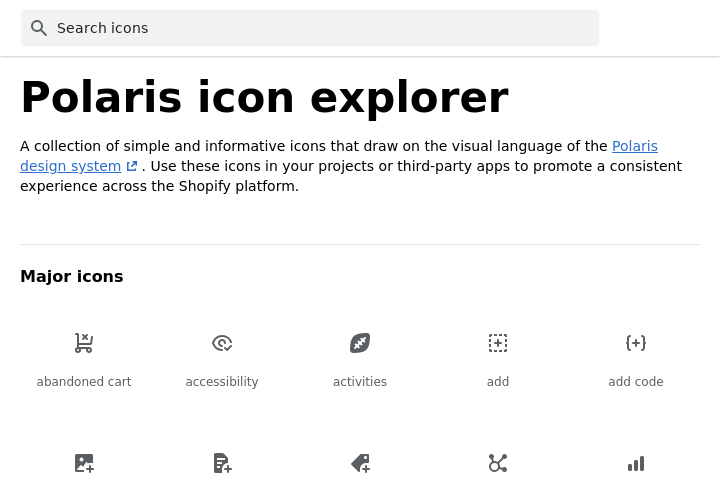 Search icons
Polaris icon explorer
A collection of simple and informative icons that draw on the visual language of the Polaris
design system . Use these icons in your projects or third-party apps to promote a consistent
experience across the Shopify platform.
Major icons
abandoned cart
accessibility
activities
add
add code